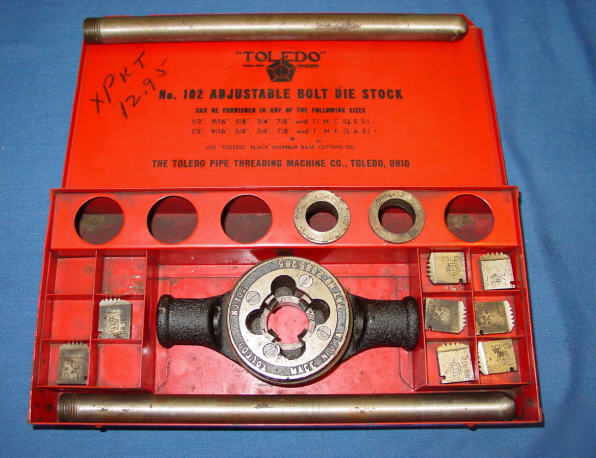 "TOLEDO"
XPKT
12.95
No. 102 ADJUSTABLE BOLT DIE STOCK
CAN BE FURNISHED IN ANY OF THE FOLLOWING SIZES
1/2", 9/16", 5/8", 3/4", 7/8" and 1" N. C. (U. S. S.)
1/2", 9/16", 5/8", 3/4", 7/8" and 1" N. F. (S. A. E.)
USE "TOLEDO" BLACK SULPHUR BASE CUTTING OIL
THE TOLEDO PIPE THREADING MACHINE CO., TOLEDO, OHIO
TOLEDO
MADE